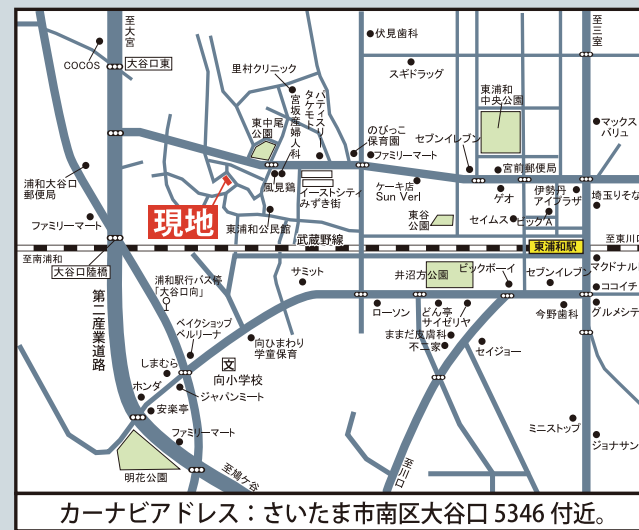 至大宮
至三室
伏見歯科
COCOS
大谷口東
里村クリニック
スギドラッグ
東浦和
中央公園
パティスリー
タケモト
宮坂産婦人科
東中尾
公園
のびっこ
保育園
セブンイレブン
マックス
バリュ
ファミリーマート
宮前郵便局
浦和大谷口
郵便局
風見鶏
イーストシティ
みずき街
ケーキ店
Sun Verl
ゲオ
伊勢丹
アイプラザ
埼玉りそな
ファミリーマート
現地
東浦和公民館
東谷
公園
セイムス
ビッグA
武蔵野線
東浦和駅
至東川口
至南浦和
大谷口陸橋
浦和駅行バス停
「大谷口向」
サミット
井沼方公園
ビックボーイ
セブンイレブン
マクドナルド
ココイチ
第二産業道路
ベイクショップ
ベルリーナ
向ひまわり
学童保育
ローソン
どん亭
サイゼリヤ
今野歯科
グルメシテ
ままだ皮膚科
不二家
セイジョー
しまむら
文
向小学校
ホンダ
ジャパンミート
安楽亭
ファミリーマート
ミニストップ
ジョナサン
明花公園
至鳩ケ谷
至川口
カーナビアドレス：さいたま市南区大谷口 5346 付近。